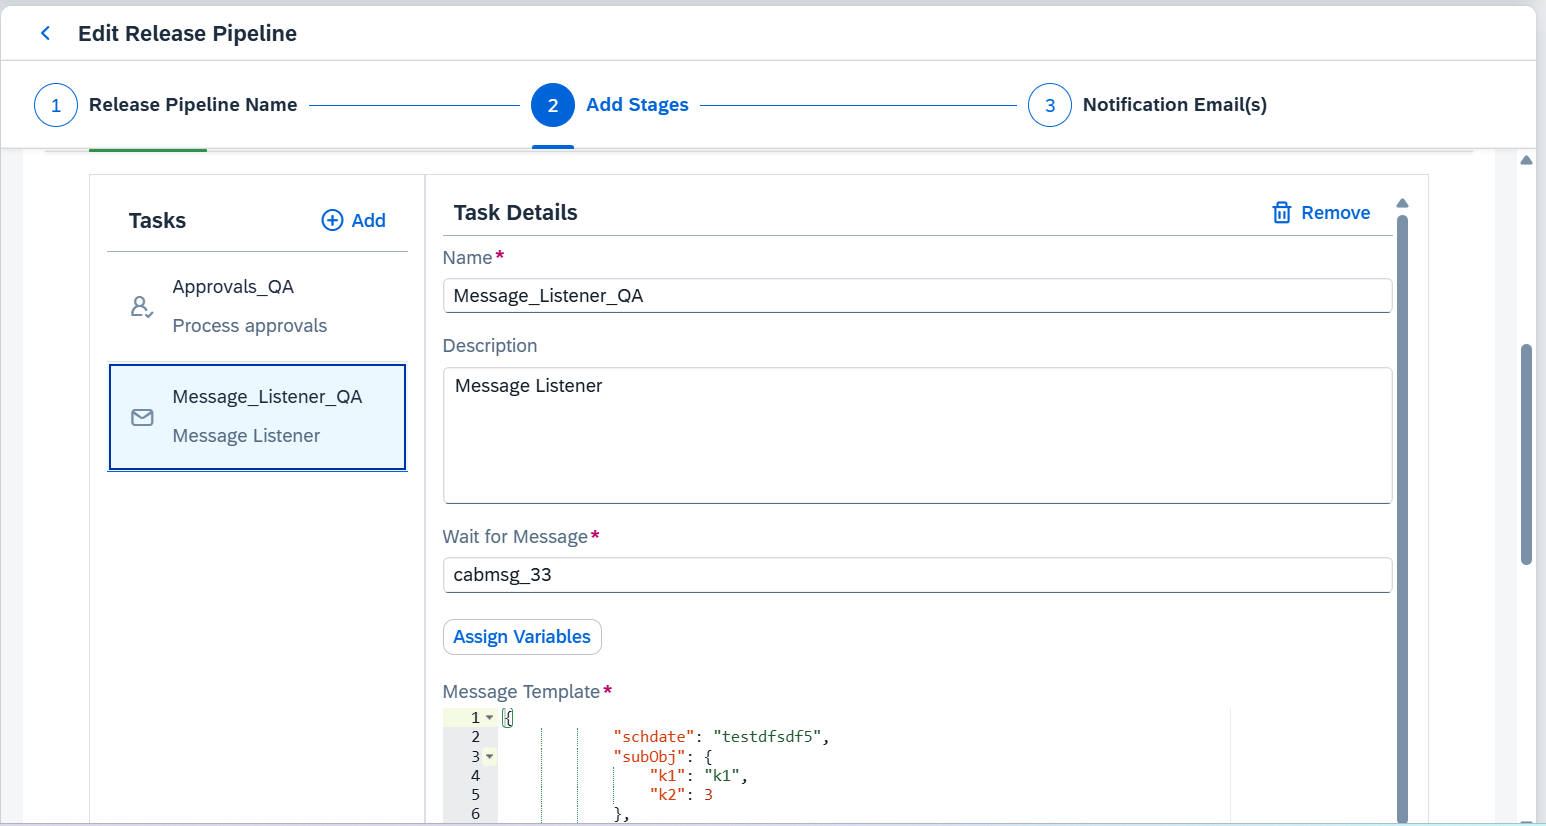 Edit Release Pipeline
1 Release Pipeline Name
2 Add Stages
3 Notification Email(s)
Tasks
Add
Approvals_QA
Process approvals
Message_Listener_QA
Message Listener
Task Details
Remove
Name*
Message_Listener_QA
Description
Message Listener
Wait for Message*
cabmsg_33
Assign Variables
Message Template*
1 {
2 "schdate": "testdfsdf5",
3 "subObj": {
4 "k1": "k1",
5 "k2": 3
6 },